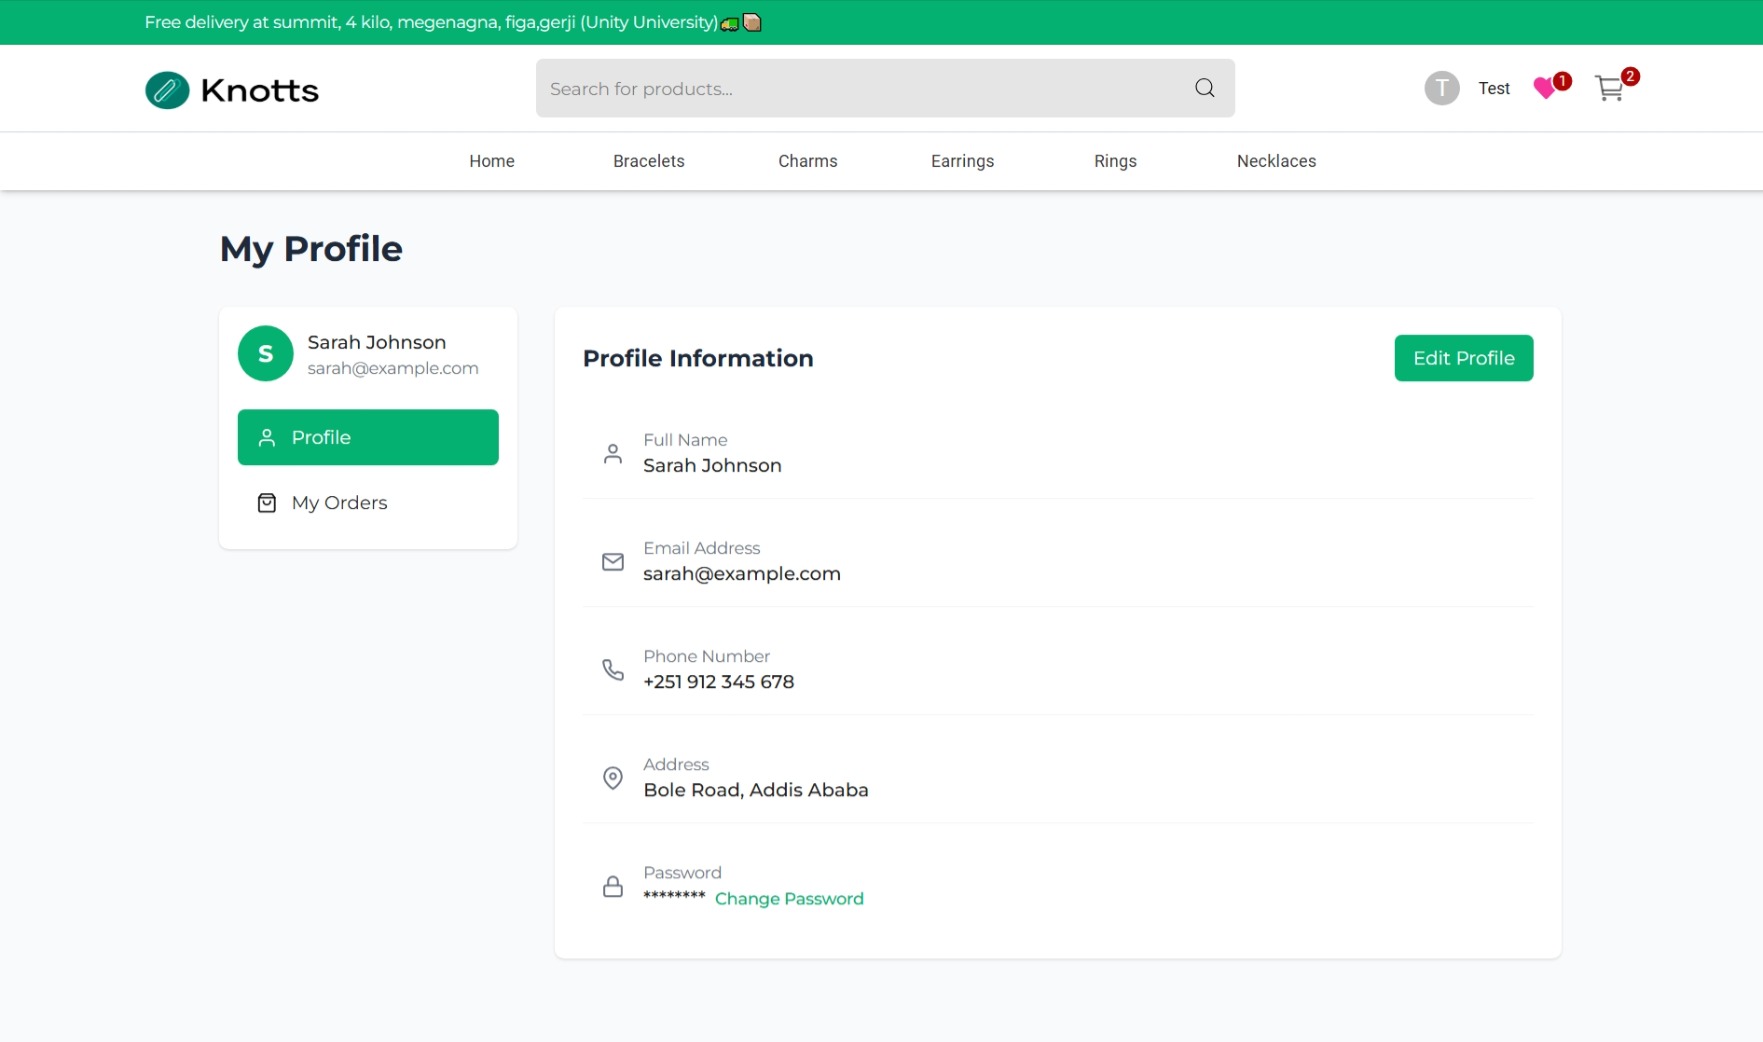 Free delivery at summit, 4 kilo, megenagna, figa,gerji (Unity University)🚛📦
Knotts
Search for products...
T
Test
1
2
Home
Bracelets
Charms
Earrings
Rings
Necklaces
My Profile
S
Sarah Johnson
sarah@example.com
Profile
My Orders
Profile Information
Edit Profile
Full Name
Sarah Johnson
Email Address
sarah@example.com
Phone Number
+251 912 345 678
Address
Bole Road, Addis Ababa
Password
******** Change Password